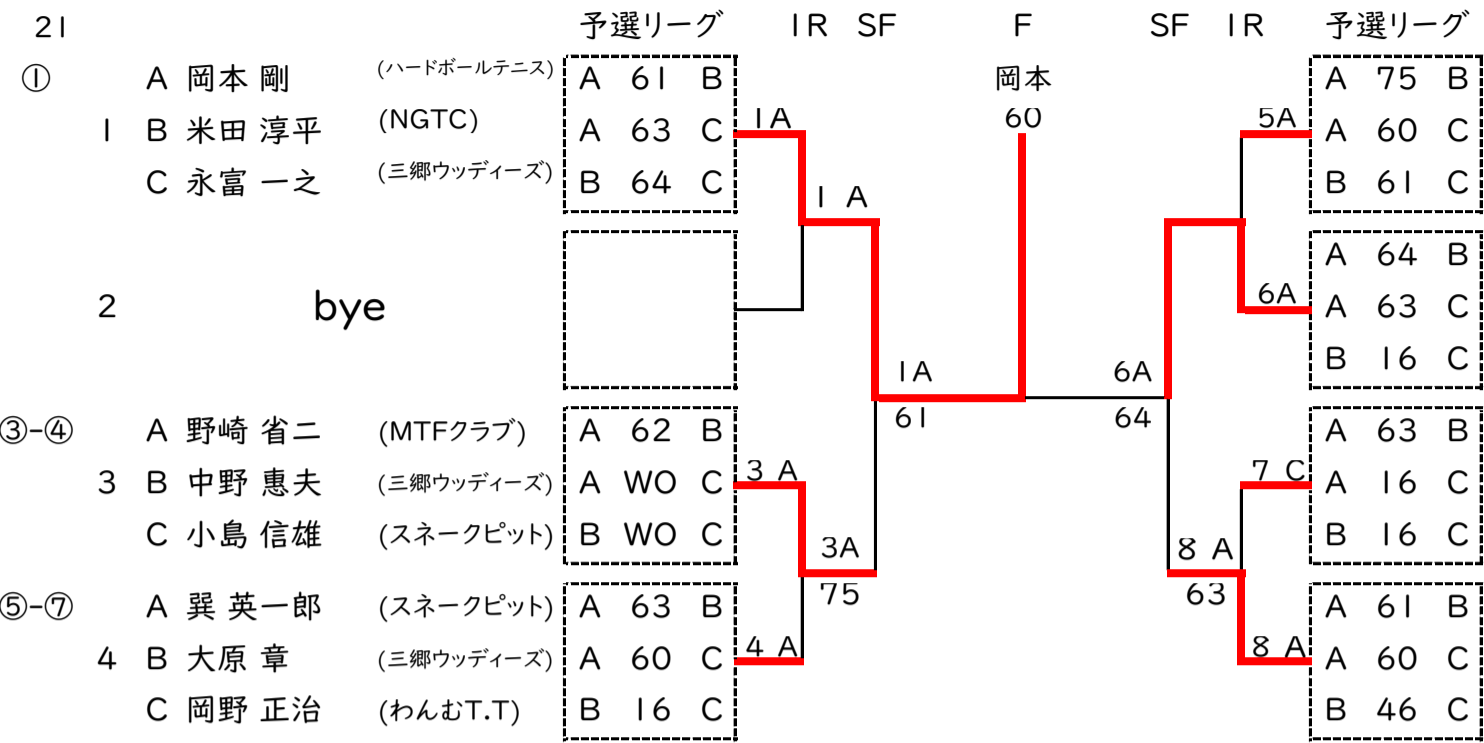 21 予選リーグ 1R SF F SF 1R 予選リーグ
① A 岡本 剛 (ハードボールテニス) A 61 B 岡本 A 75 B
1 B 米田 淳平 (NGTC) A 63 C 1A 60 5A A 60 C
C 永富 一之 (三郷ウッディーズ) B 64 C B 61 C
1 A
A 64 B
2 bye 6A A 63 C
B 16 C
1A 6A
61 64
③-④ A 野崎 省二 (MTFクラブ) A 62 B A 63 B
3 B 中野 惠夫 (三郷ウッディーズ) A WO C 3 A 7 C A 16 C
C 小島 信雄 (スネークピット) B WO C B 16 C
3A 8 A
75 63
⑤-⑦ A 巽 英一郎 (スネークピット) A 63 B A 61 B
4 B 大原 章 (三郷ウッディーズ) A 60 C 4 A 8 A A 60 C
C 岡野 正治 (わんむT.T) B 16 C B 46 C